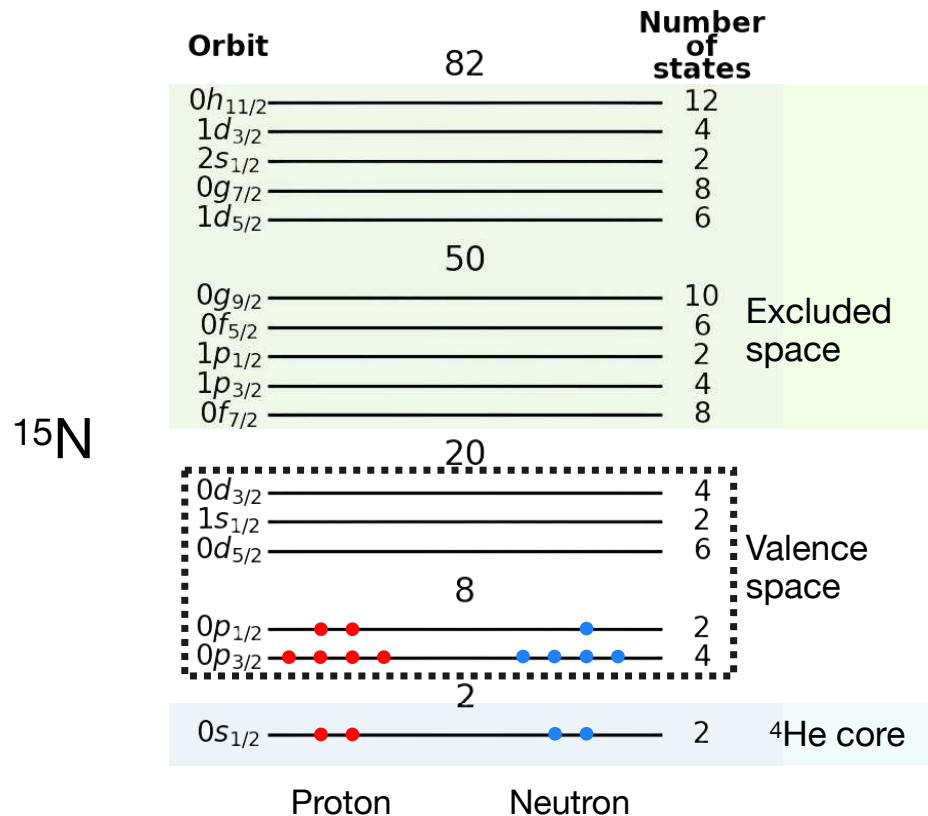 Orbit
Number
of
states
82
0h11/2 12
1d3/2 4
2s1/2 2
0g7/2 8
1d5/2 6
50
0g9/2 10
0f5/2 6
1p1/2 2
1p3/2 4
0f7/2 8
Excluded
space
15N
20
0d3/2 4
1s1/2 2
0d5/2 6
Valence
space
8
0p1/2 2
0p3/2 4
2
0s1/2 2
4He core
Proton Neutron